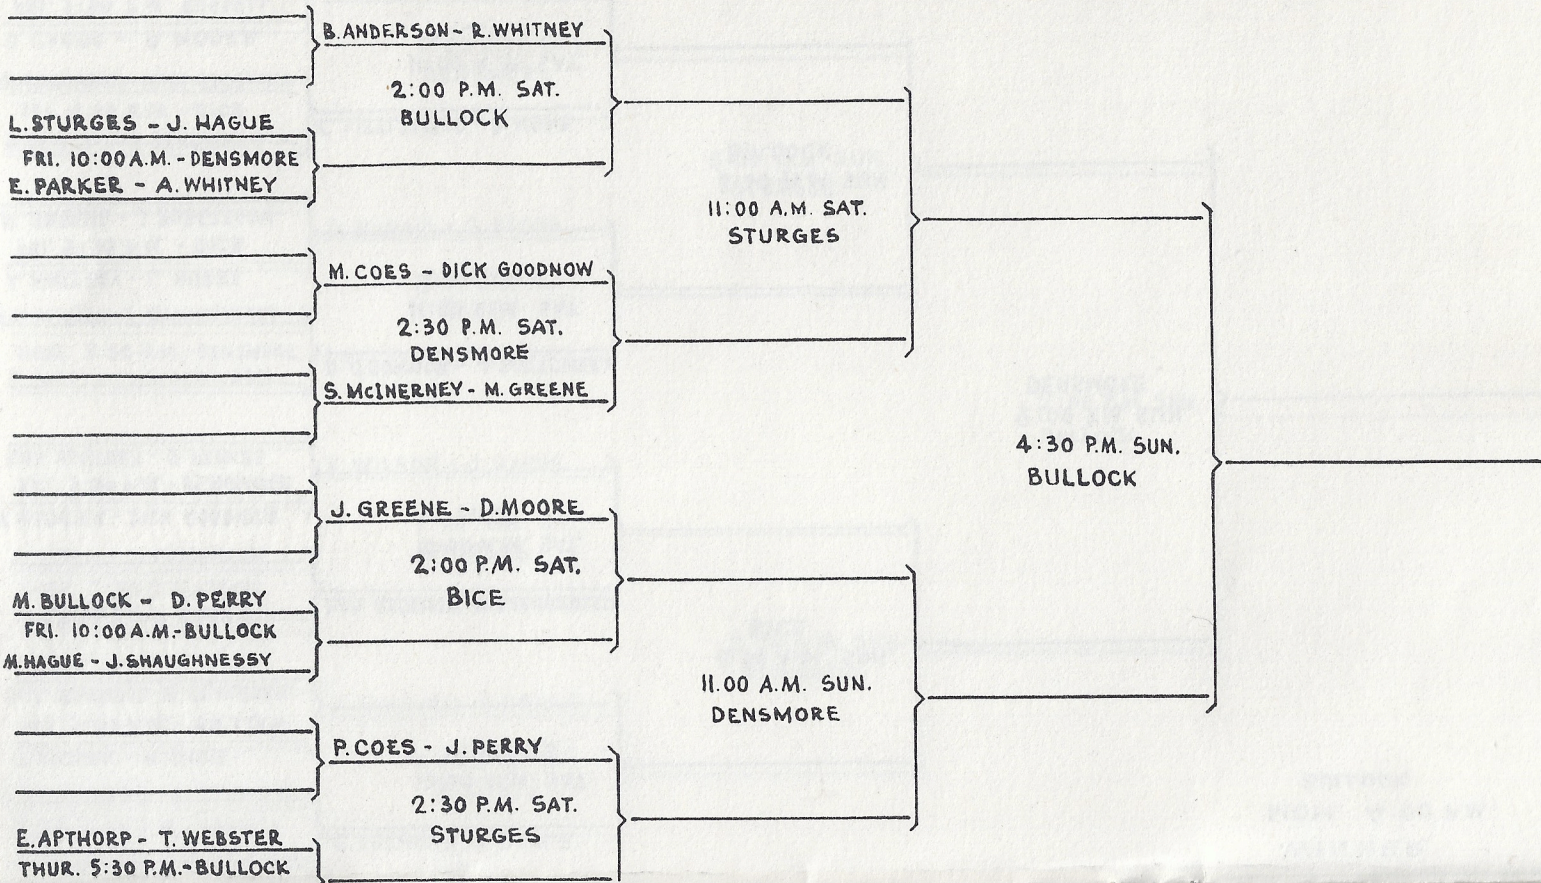 B. ANDERSON - R. WHITNEY
2:00 P.M. SAT.
BULLOCK
L. STURGES - J. HAGUE
FRI. 10:00 A.M. - DENSMORE
E. PARKER - A. WHITNEY
11:00 A.M. SAT.
STURGES
M. COES - DICK GOODNOW
2:30 P.M. SAT.
DENSMORE
S. McINERNEY - M. GREENE
4:30 P.M. SUN.
BULLOCK
J. GREENE - D. MOORE
2:00 P.M. SAT.
BICE
M. BULLOCK - D. PERRY
FRI. 10:00 A.M. - BULLOCK
M. HAGUE - J. SHAUGHNESSY
11.00 A.M. SUN.
DENSMORE
P. COES - J. PERRY
2:30 P.M. SAT.
STURGES
E. APTHORP - T. WEBSTER
THUR. 5:30 P.M. - BULLOCK